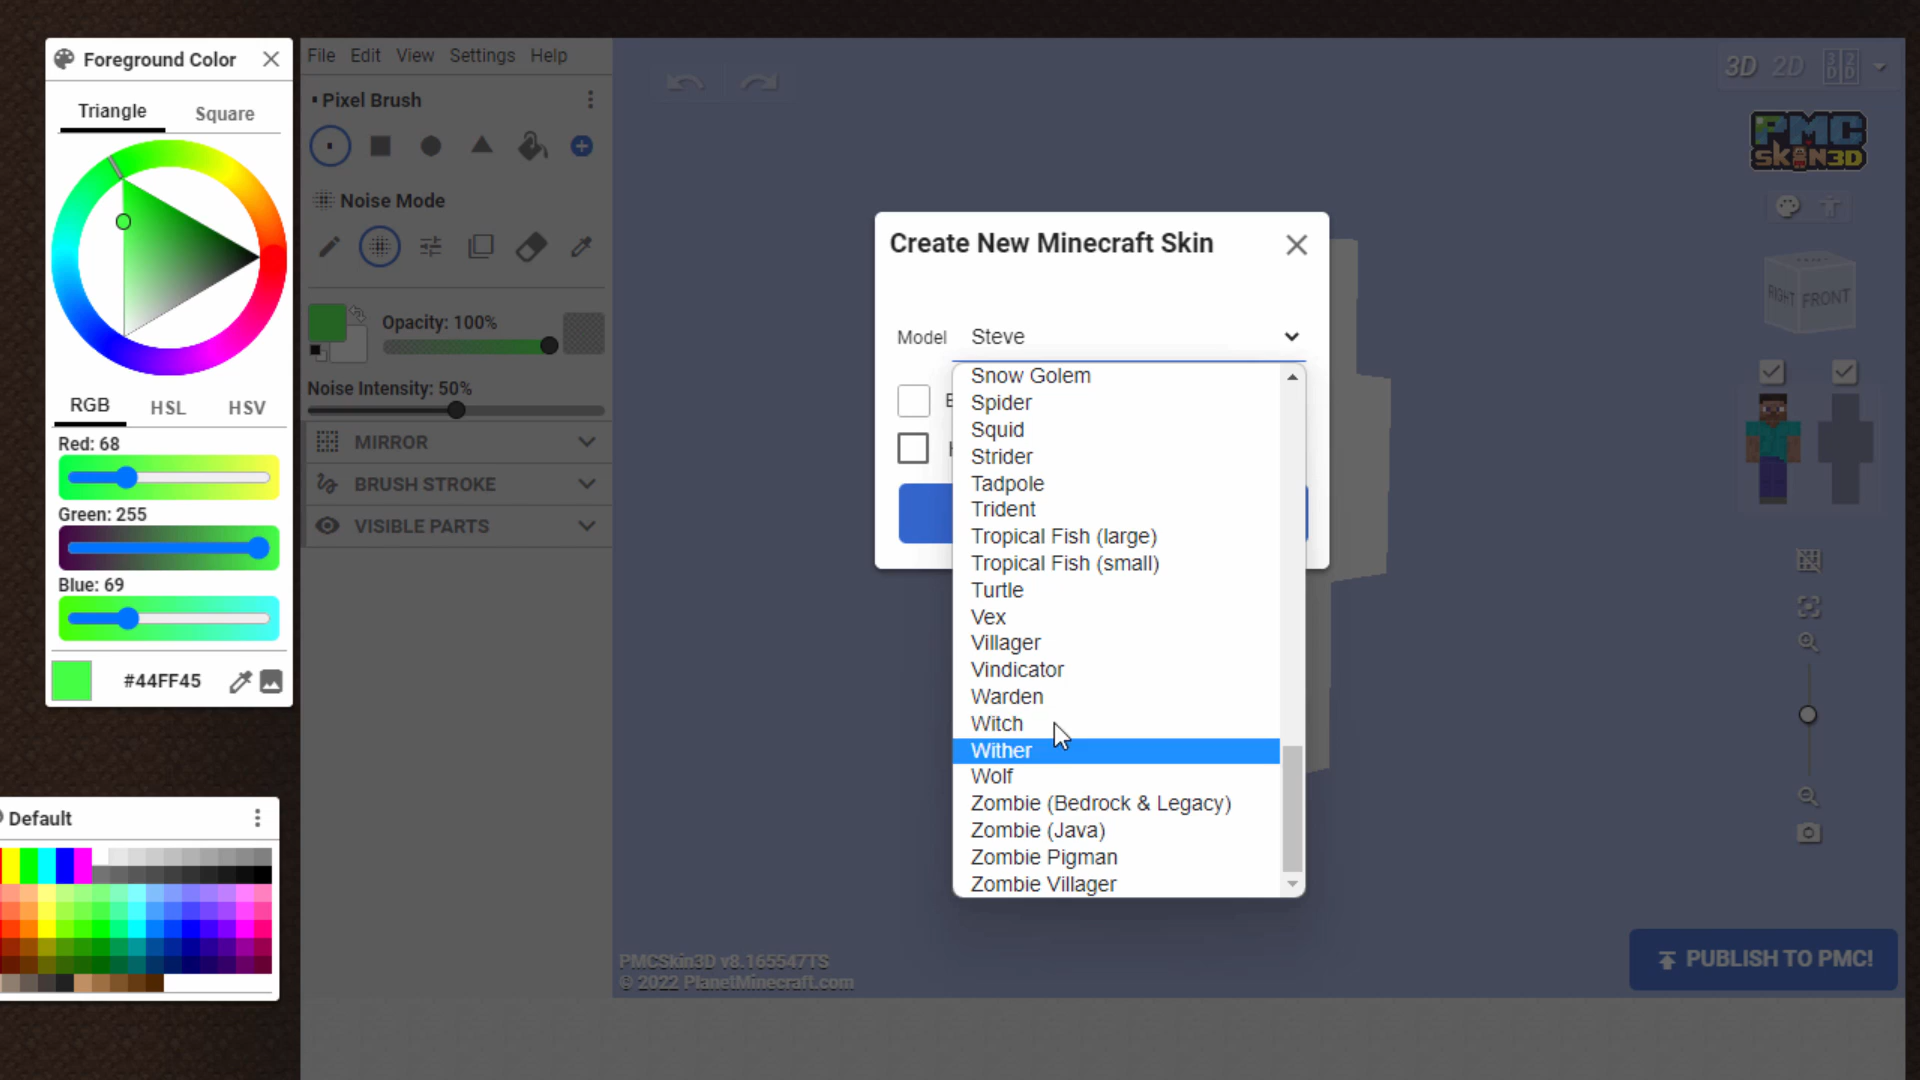 Foreground Color
Triangle
Square
RGB
HSL
HSV
Red: 68
Green: 255
Blue: 69
#44FF45
Default
File Edit View Settings Help
Pixel Brush
Noise Mode
Opacity: 100%
Noise Intensity: 50%
MIRROR
BRUSH STROKE
VISIBLE PARTS
Create New Minecraft Skin
Model Steve
Snow Golem
Spider
Squid
Strider
Tadpole
Trident
Tropical Fish (large)
Tropical Fish (small)
Turtle
Vex
Villager
Vindicator
Warden
Witch
Wither
Wolf
Zombie (Bedrock & Legacy)
Zombie (Java)
Zombie Pigman
Zombie Villager
3D 2D 3D 2D
PMC
SKIN3D
RIGHT FRONT
PMCSkin3D v8.165547TS
© 2022 PlanetMinecraft.com
PUBLISH TO PMC!